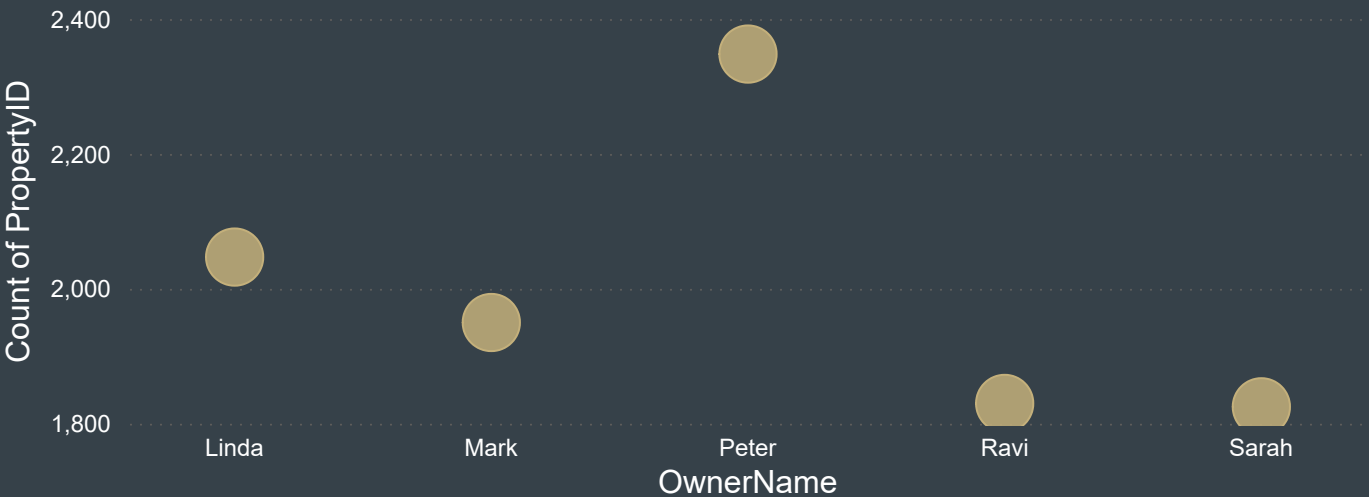 Count of PropertyID
2,400
2,200
2,000
1,800
Linda Mark Peter Ravi Sarah
OwnerName